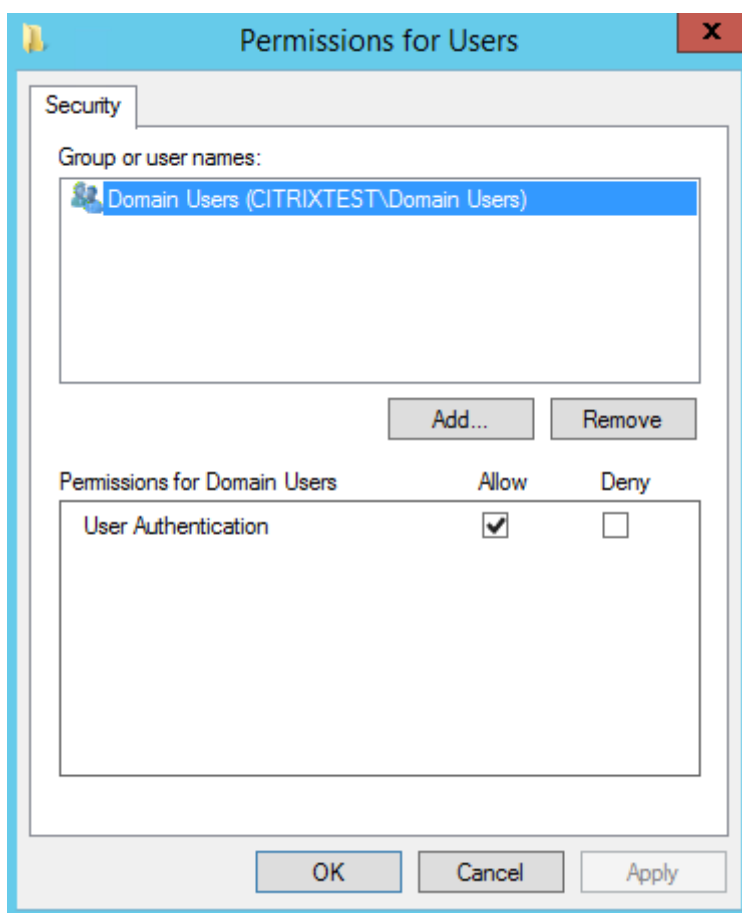 Permissions for Users
Security
Group or user names:
Domain Users (CITRIXTEST\Domain Users)
Add... Remove
Permissions for Domain Users Allow Deny
User Authentication
OK Cancel Apply